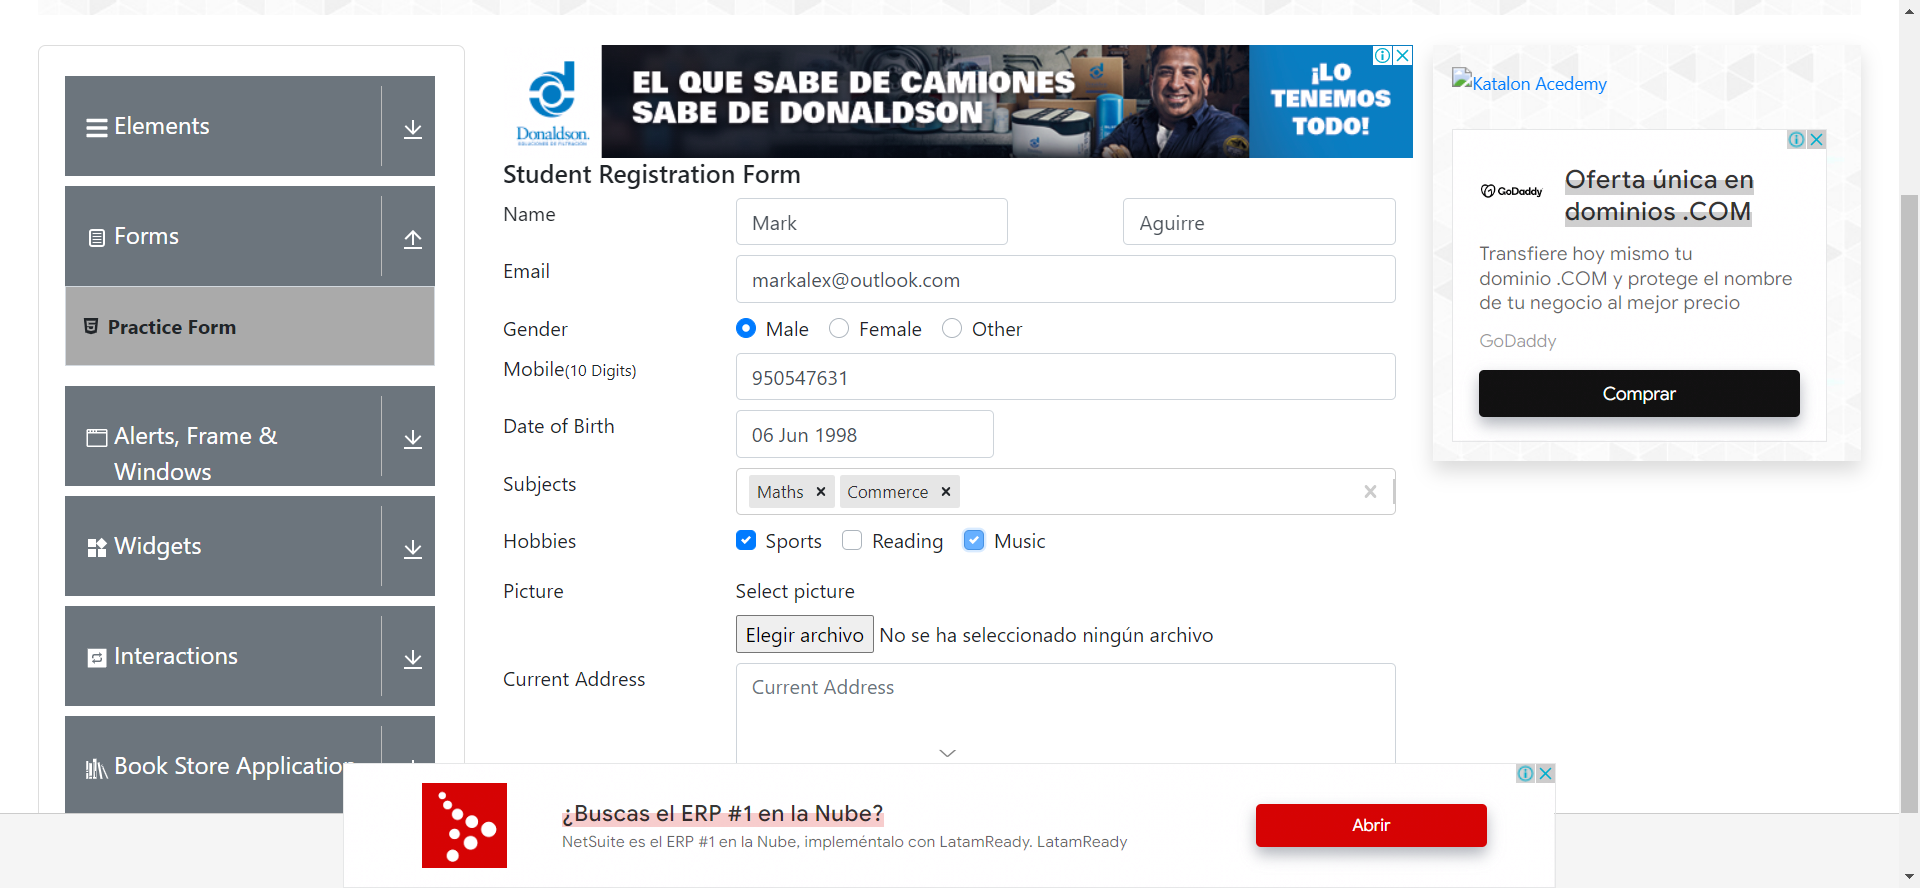 Elements
Forms
Practice Form
Alerts, Frame &
Windows
Widgets
Interactions
Book Store Application
Donaldson.
SOLUCIONES DE FILTRACIÓN
EL QUE SABE DE CAMIONES
SABE DE DONALDSON
¡LO
TENEMOS
TODO!
Student Registration Form
Name
Mark
Aguirre
Email
markalex@outlook.com
Gender
Male
Female
Other
Mobile(10 Digits)
950547631
Date of Birth
06 Jun 1998
Subjects
Maths
Commerce
Hobbies
Sports
Reading
Music
Picture
Select picture
Elegir archivo
No se ha seleccionado ningún archivo
Current Address
Current Address
Katalon Acedemy
GoDaddy
Oferta única en
dominios .COM
Transfiere hoy mismo tu
dominio .COM y protege el nombre
de tu negocio al mejor precio
GoDaddy
Comprar
¿Buscas el ERP #1 en la Nube?
NetSuite es el ERP #1 en la Nube, impleméntalo con LatamReady. LatamReady
Abrir